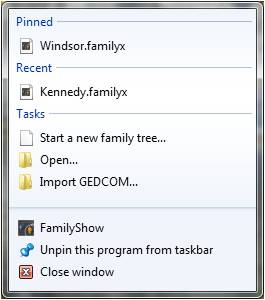 Pinned
Windsor.familyx
Recent
Kennedy.familyx
Tasks
Start a new family tree...
Open...
Import GEDCOM...
FamilyShow
Unpin this program from taskbar
Close window